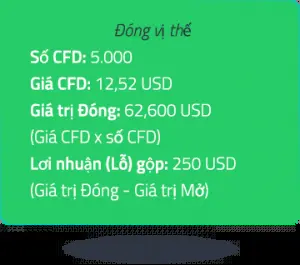 Đóng vị thế
Số CFD: 5.000
Giá CFD: 12,52 USD
Giá trị Đóng: 62,600 USD
(Giá CFD x số CFD)
Lơi nhuận (Lỗ) gộp: 250 USD
(Giá trị Đóng - Giá trị Mở)